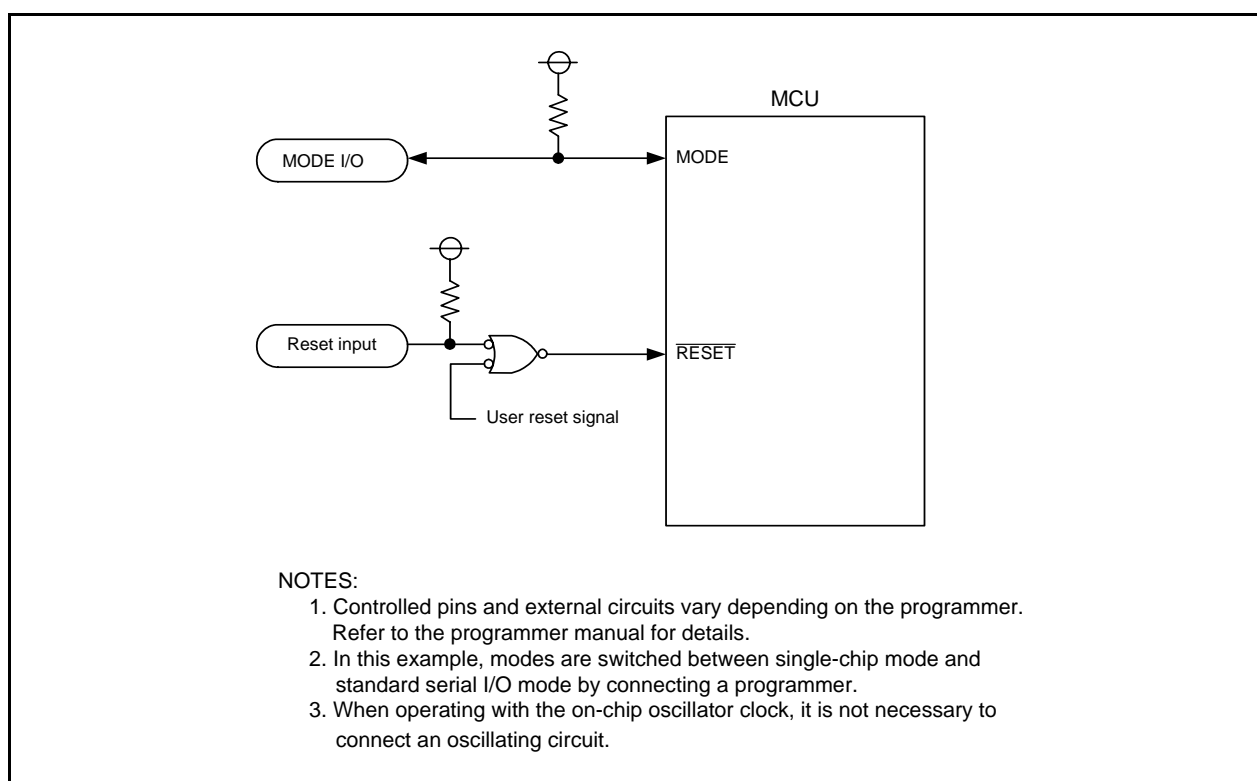 MCU
MODE I/O
MODE
Reset input
RESET
User reset signal
NOTES:
1. Controlled pins and external circuits vary depending on the programmer.
Refer to the programmer manual for details.
2. In this example, modes are switched between single-chip mode and
standard serial I/O mode by connecting a programmer.
3. When operating with the on-chip oscillator clock, it is not necessary to
connect an oscillating circuit.